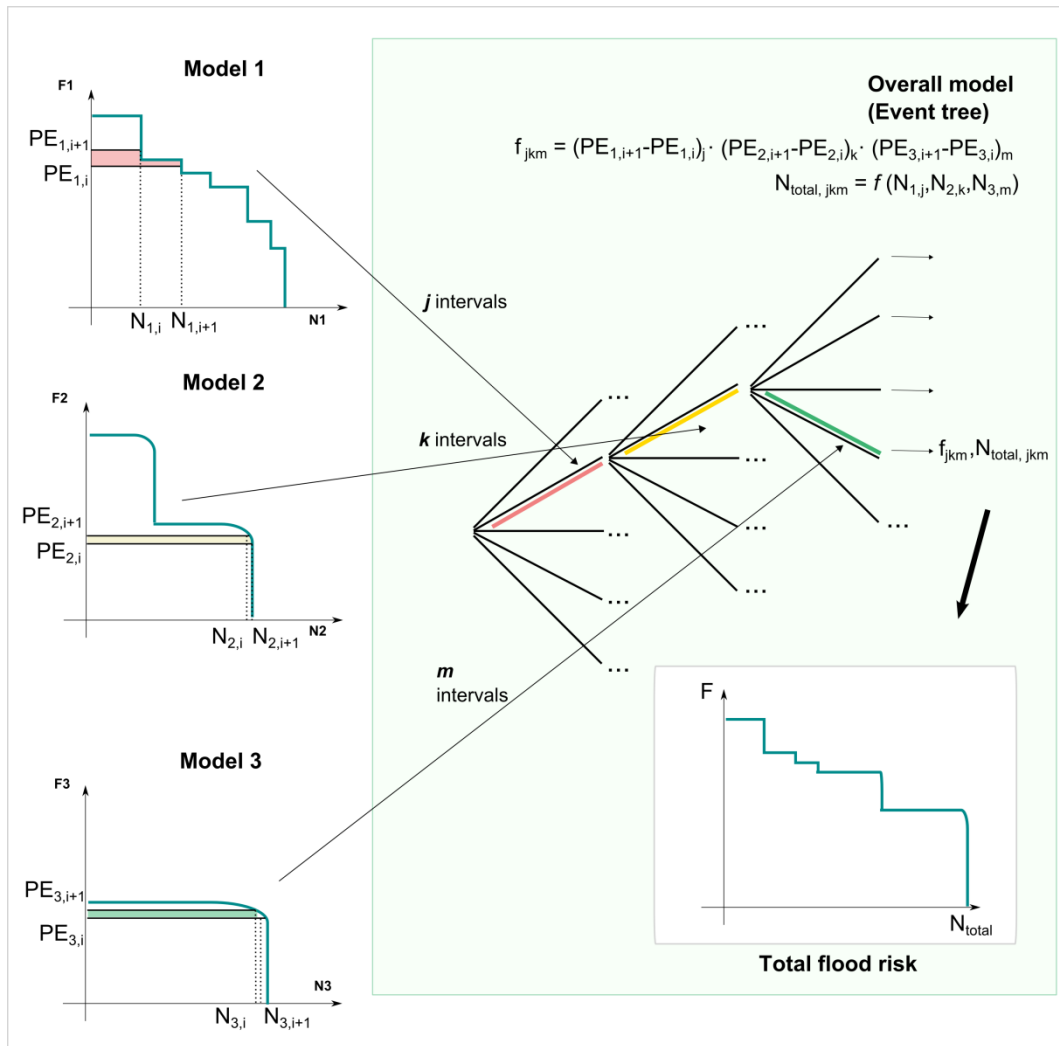 Model 1
F1
PE1,i+1
PE1,i
N1,i
N1,i+1
N1
Model 2
F2
PE2,i+1
PE2,i
N2,i
N2,i+1
N2
Model 3
F3
PE3,i+1
PE3,i
N3,i
N3,i+1
N3
Overall model
(Event tree)
f jkm = (PE1,i+1-PE1,i)j· (PE2,i+1-PE2,i)k· (PE3,i+1-PE3,i)m
Ntotal, jkm = f (N1,j,N2,k,N3,m)
j intervals
k intervals
m
intervals
...
...
...
...
...
...
...
...
...
fjkm,Ntotal, jkm
F
Ntotal
Total flood risk